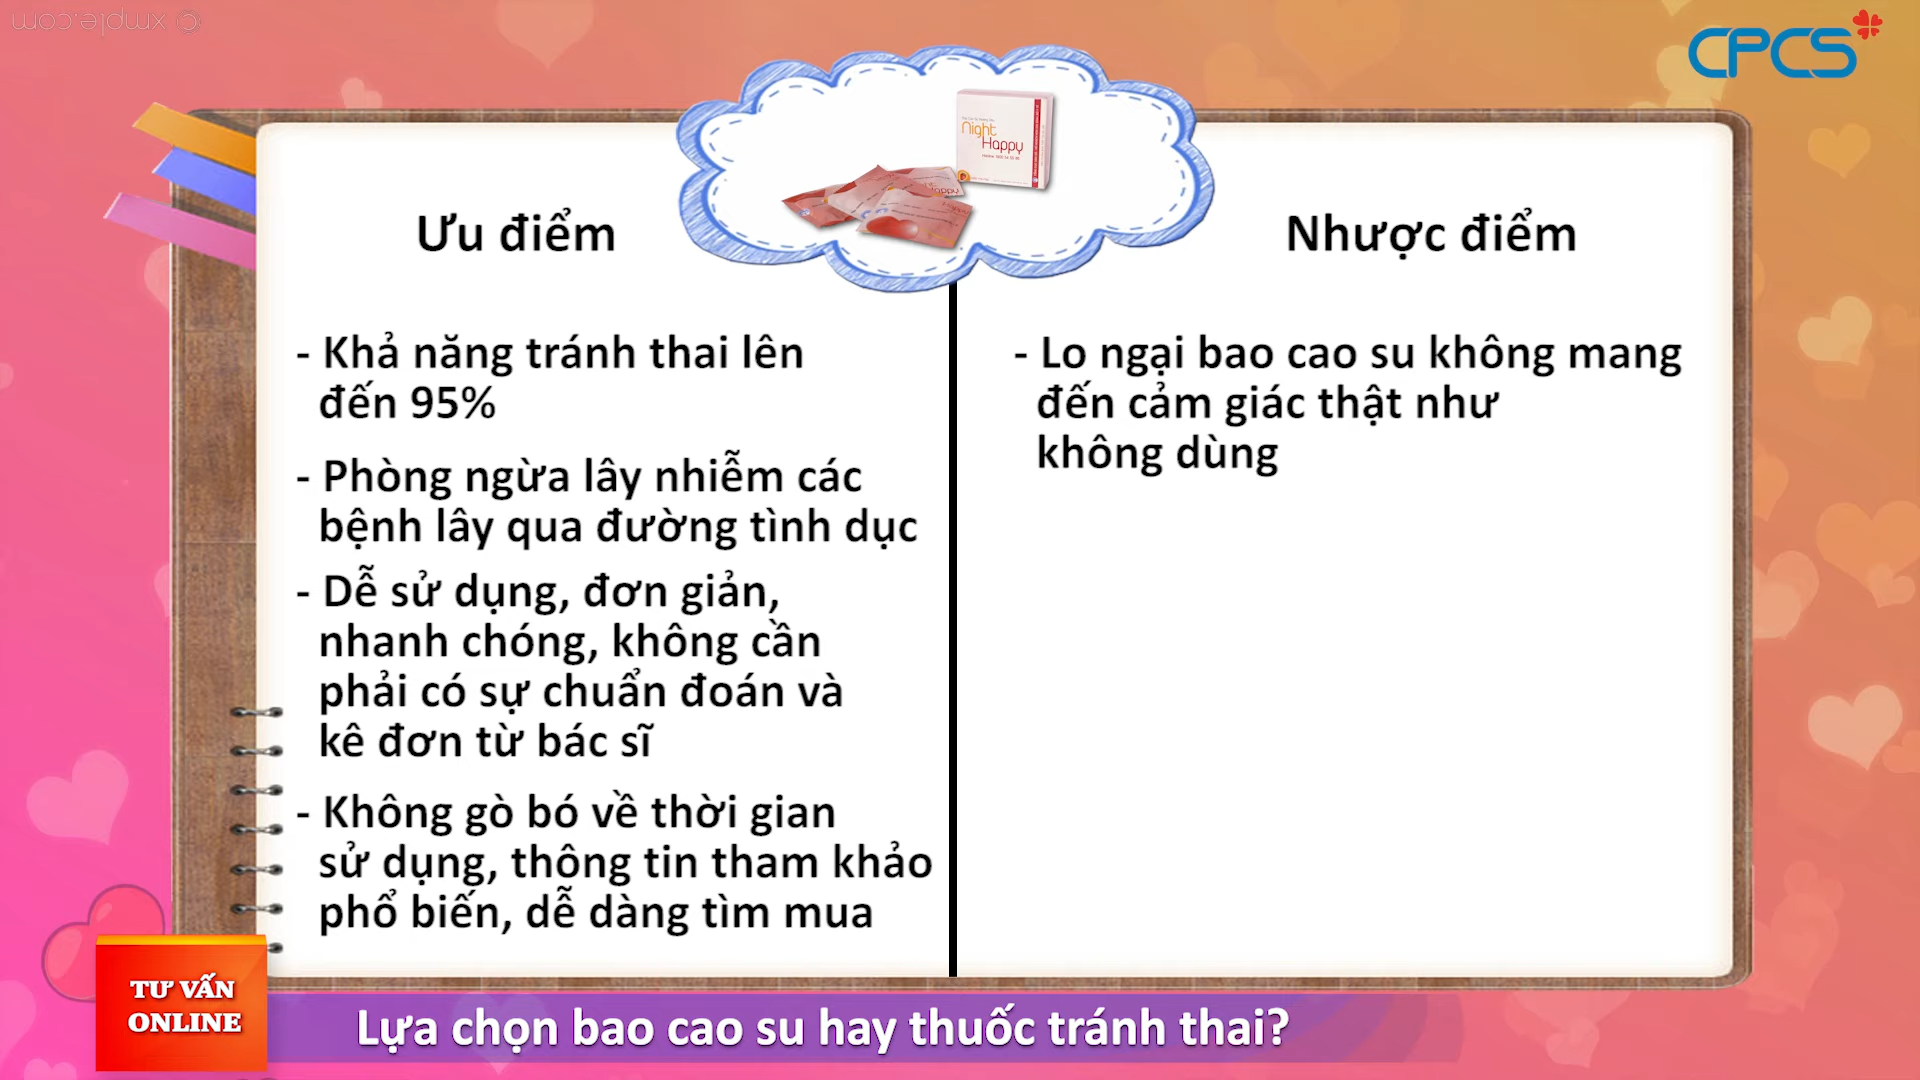 © xmple.com
CPCS
Night
Happy
Ưu điểm
Nhược điểm
- Khả năng tránh thai lên
đến 95%
- Phòng ngừa lây nhiễm các
bệnh lây qua đường tình dục
- Dễ sử dụng, đơn giản,
nhanh chóng, không cần
phải có sự chuẩn đoán và
kê đơn từ bác sĩ
- Không gò bó về thời gian
sử dụng, thông tin tham khảo
phổ biến, dễ dàng tìm mua
- Lo ngại bao cao su không mang
đến cảm giác thật như
không dùng
TƯ VẤN
ONLINE
Lựa chọn bao cao su hay thuốc tránh thai?